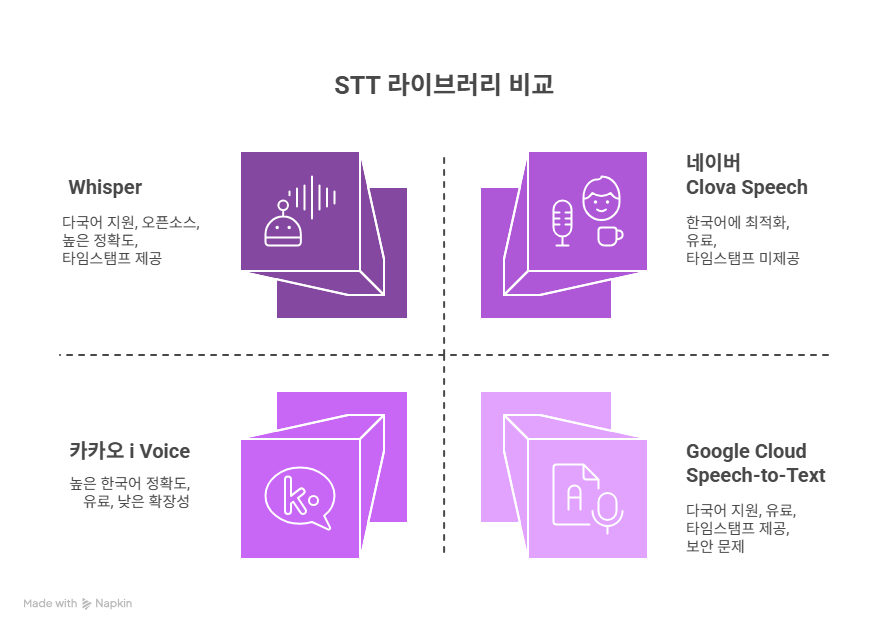 STT 라이브러리 비교
Whisper
다국어 지원, 오픈소스,
높은 정확도,
타임스탬프 제공
네이버
Clova Speech
한국어에 최적화,
유료,
타임스탬프 미제공
카카오 i Voice
높은 한국어 정확도,
유료, 낮은 확장성
k
A
Google Cloud
Speech-to-Text
다국어 지원, 유료,
타임스탬프 제공,
보안 문제
Made with Napkin